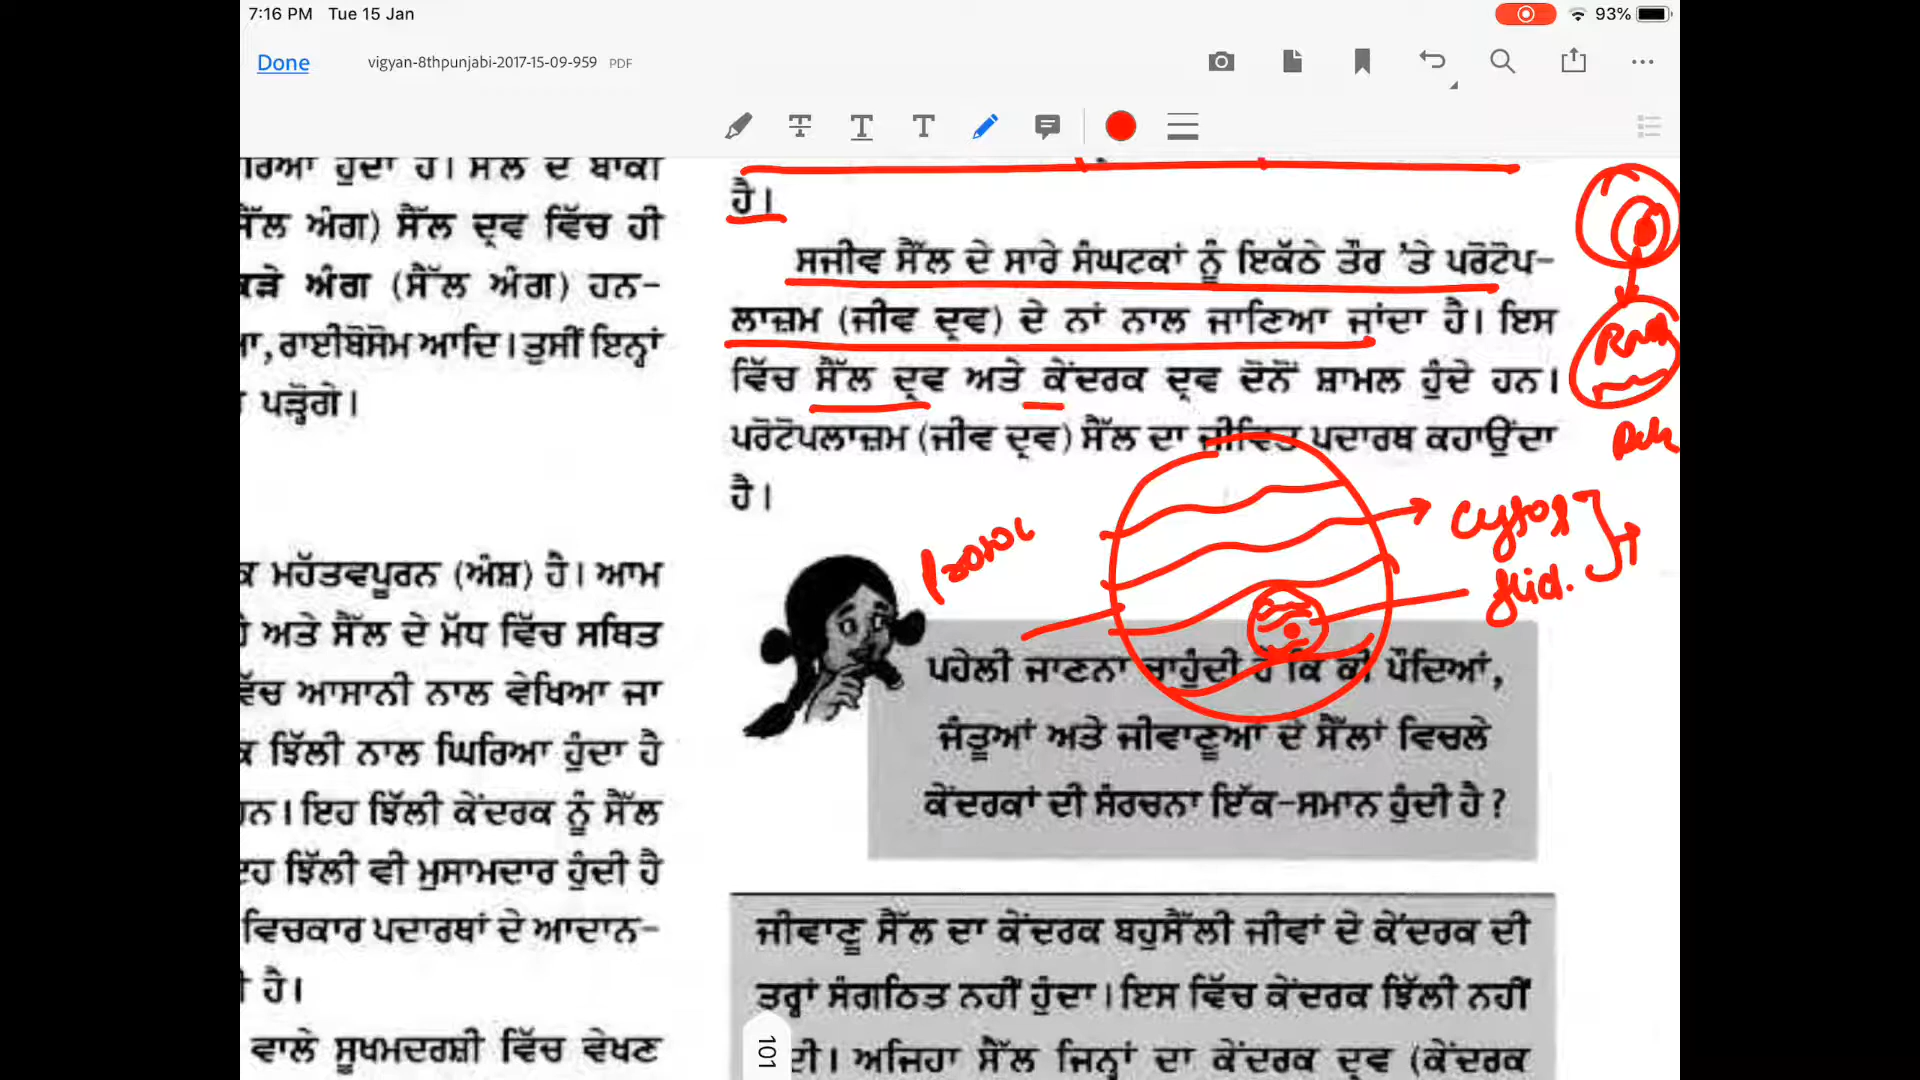 7:16 PM Tue 15 Jan
93%
Done
vigyan-8thpunjabi-2017-15-09-959 PDF
ਰਿਆ ਹੁੰਦਾ ਹੈ। ਸੈੱਲ ਦੇ ਬਾਕੀ
ਸੈੱਲ ਅੰਗ) ਸੈੱਲ ਦ੍ਰਵ ਵਿੱਚ ਹੀ
ਅੰਗ (ਸੈੱਲ ਅੰਗ) ਹਨ-
, ਰਾਈਬੋਸੋਮ ਆਦਿ। ਤੁਸੀਂ ਇਨ੍ਹਾਂ
ਪੜ੍ਹੋਗੇ।
ਮਹੱਤਵਪੂਰਨ (ਅੰਸ਼) ਹੈ। ਆਮ
ਹੈ ਅਤੇ ਸੈੱਲ ਦੇ ਮੱਧ ਵਿੱਚ ਸਥਿਤ
ਵਿੱਚ ਆਸਾਨੀ ਨਾਲ ਵੇਖਿਆ ਜਾ
ਕ ਝਿੱਲੀ ਨਾਲ ਘਿਰਿਆ ਹੁੰਦਾ ਹੈ
ਹਨ। ਇਹ ਝਿੱਲੀ ਕੇਂਦਰਕ ਨੂੰ ਸੈੱਲ
ਇਹ ਝਿੱਲੀ ਵੀ ਮੁਸਾਮਦਾਰ ਹੁੰਦੀ ਹੈ
ਵਿਚਕਾਰ ਪਦਾਰਥਾਂ ਦੇ ਆਦਾਨ-
ਹੈ।
ਵਾਲੇ ਸੂਖਮਦਰਸ਼ੀ ਵਿੱਚ ਵੇਖਣ
ਹੈ।
ਸਜੀਵ ਸੈੱਲ ਦੇ ਸਾਰੇ ਸੰਘਟਕਾਂ ਨੂੰ ਇਕੱਠੇ ਤੌਰ 'ਤੇ ਪਰੋਟੋਪ-
ਲਾਜ਼ਮ (ਜੀਵ ਦ੍ਰਵ) ਦੇ ਨਾਂ ਨਾਲ ਜਾਣਿਆ ਜਾਂਦਾ ਹੈ। ਇਸ
ਵਿੱਚ ਸੈੱਲ ਦ੍ਰਵ ਅਤੇ ਕੇਂਦਰਕ ਦ੍ਰਵ ਦੋਨੋਂ ਸ਼ਾਮਲ ਹੁੰਦੇ ਹਨ।
ਪਰੋਟੋਪਲਾਜ਼ਮ (ਜੀਵ ਦ੍ਰਵ) ਸੈੱਲ ਦਾ ਜੀਵਿਤ ਪਦਾਰਥ ਕਹਾਉਂਦਾ
ਹੈ।
ਪਹੇਲੀ ਜਾਣਨਾ ਚਾਹੁੰਦੀ ਹੈ ਕਿ ਕੀ ਪੌਦਿਆਂ,
ਜੰਤੂਆਂ ਅਤੇ ਜੀਵਾਣੂਆਂ ਦੇ ਸੈੱਲਾਂ ਵਿਚਲੇ
ਕੇਂਦਰਕਾਂ ਦੀ ਸੰਰਚਨਾ ਇੱਕ-ਸਮਾਨ ਹੁੰਦੀ ਹੈ ?
ਜੀਵਾਣੂ ਸੈੱਲ ਦਾ ਕੇਂਦਰਕ ਬਹੁਸੈੱਲੀ ਜੀਵਾਂ ਦੇ ਕੇਂਦਰਕ ਦੀ
ਤਰ੍ਹਾਂ ਸੰਗਠਿਤ ਨਹੀਂ ਹੁੰਦਾ। ਇਸ ਵਿੱਚ ਕੇਂਦਰਕ ਝਿੱਲੀ ਨਹੀਂ
ਦੀ। ਅਜਿਹਾ ਸੈੱਲ ਜਿਨ੍ਹਾਂ ਦਾ ਕੇਂਦਰਕ ਦ੍ਰਵ (ਕੇਂਦਰਕ
101